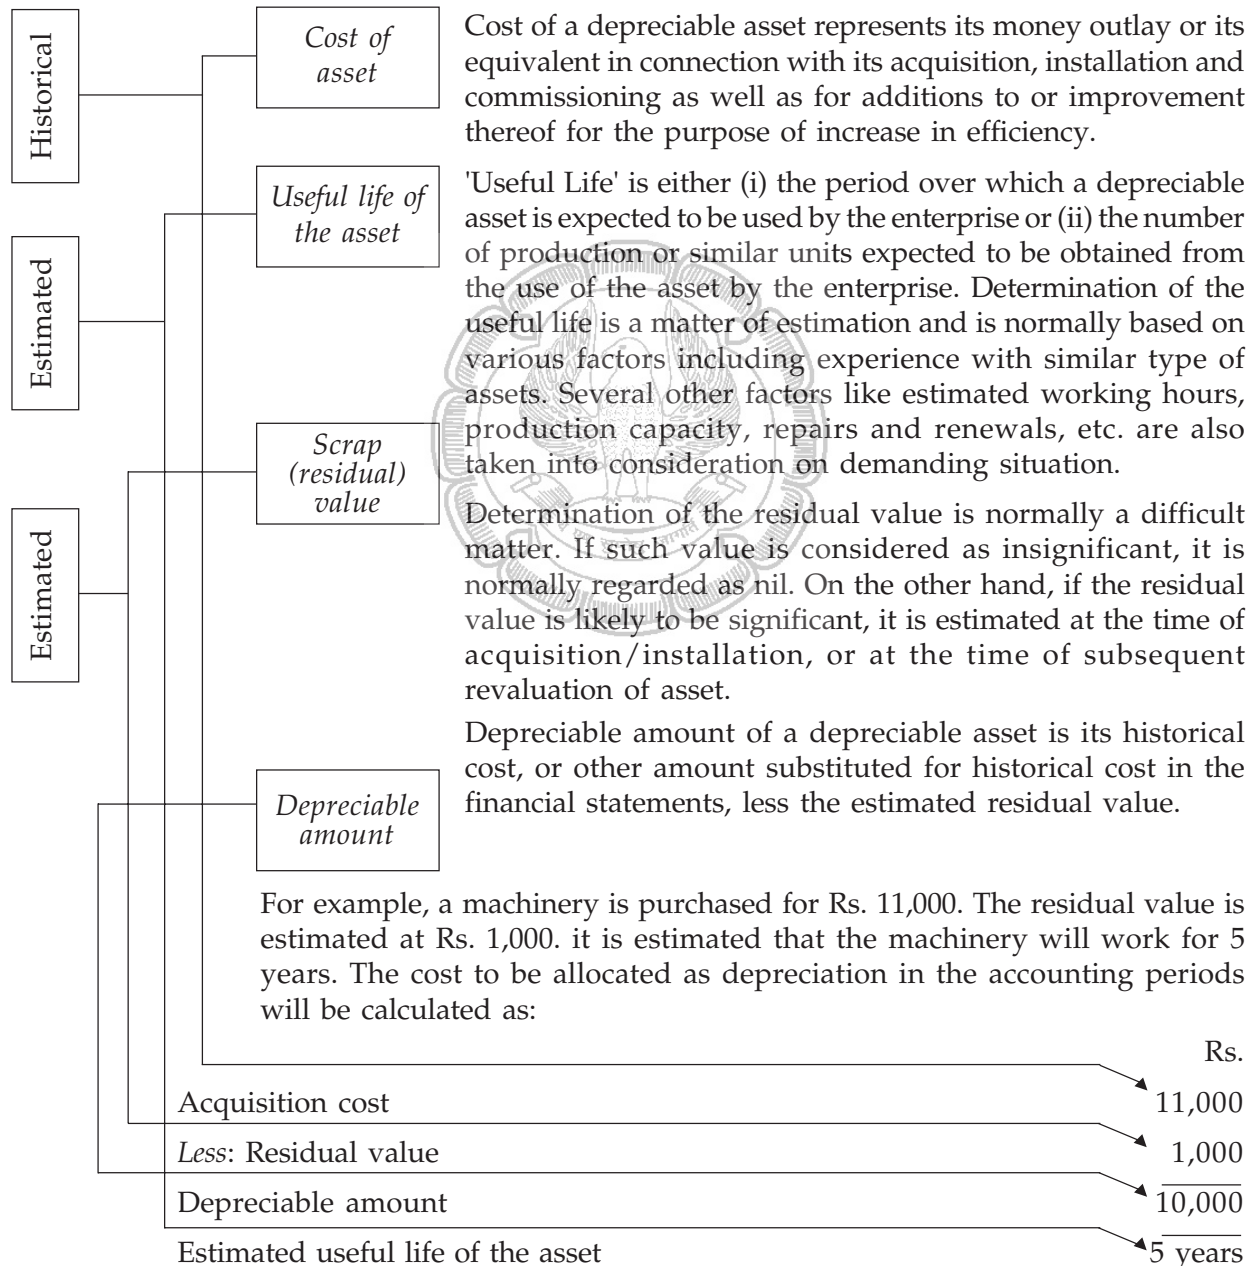 Historical
Cost of
asset
Cost of a depreciable asset represents its money outlay or its
equivalent in connection with its acquisition, installation and
commissioning as well as for additions to or improvement
thereof for the purpose of increase in efficiency.
Estimated
Useful life of
the asset
'Useful Life' is either (i) the period over which a depreciable
asset is expected to be used by the enterprise or (ii) the number
of production or similar units expected to be obtained from
the use of the asset by the enterprise. Determination of the
useful life is a matter of estimation and is normally based on
various factors including experience with similar type of
assets. Several other factors like estimated working hours,
production capacity, repairs and renewals, etc. are also
taken into consideration on demanding situation.
Estimated
Scrap
(residual)
value
Determination of the residual value is normally a difficult
matter. If such value is considered as insignificant, it is
normally regarded as nil. On the other hand, if the residual
value is likely to be significant, it is estimated at the time of
acquisition/installation, or at the time of subsequent
revaluation of asset.
Depreciable
amount
Depreciable amount of a depreciable asset is its historical
cost, or other amount substituted for historical cost in the
financial statements, less the estimated residual value.
For example, a machinery is purchased for Rs. 11,000. The residual value is
estimated at Rs. 1,000. it is estimated that the machinery will work for 5
years. The cost to be allocated as depreciation in the accounting periods
will be calculated as:
Rs.
Acquisition cost 11,000
Less: Residual value 1,000
Depreciable amount 10,000
Estimated useful life of the asset 5 years